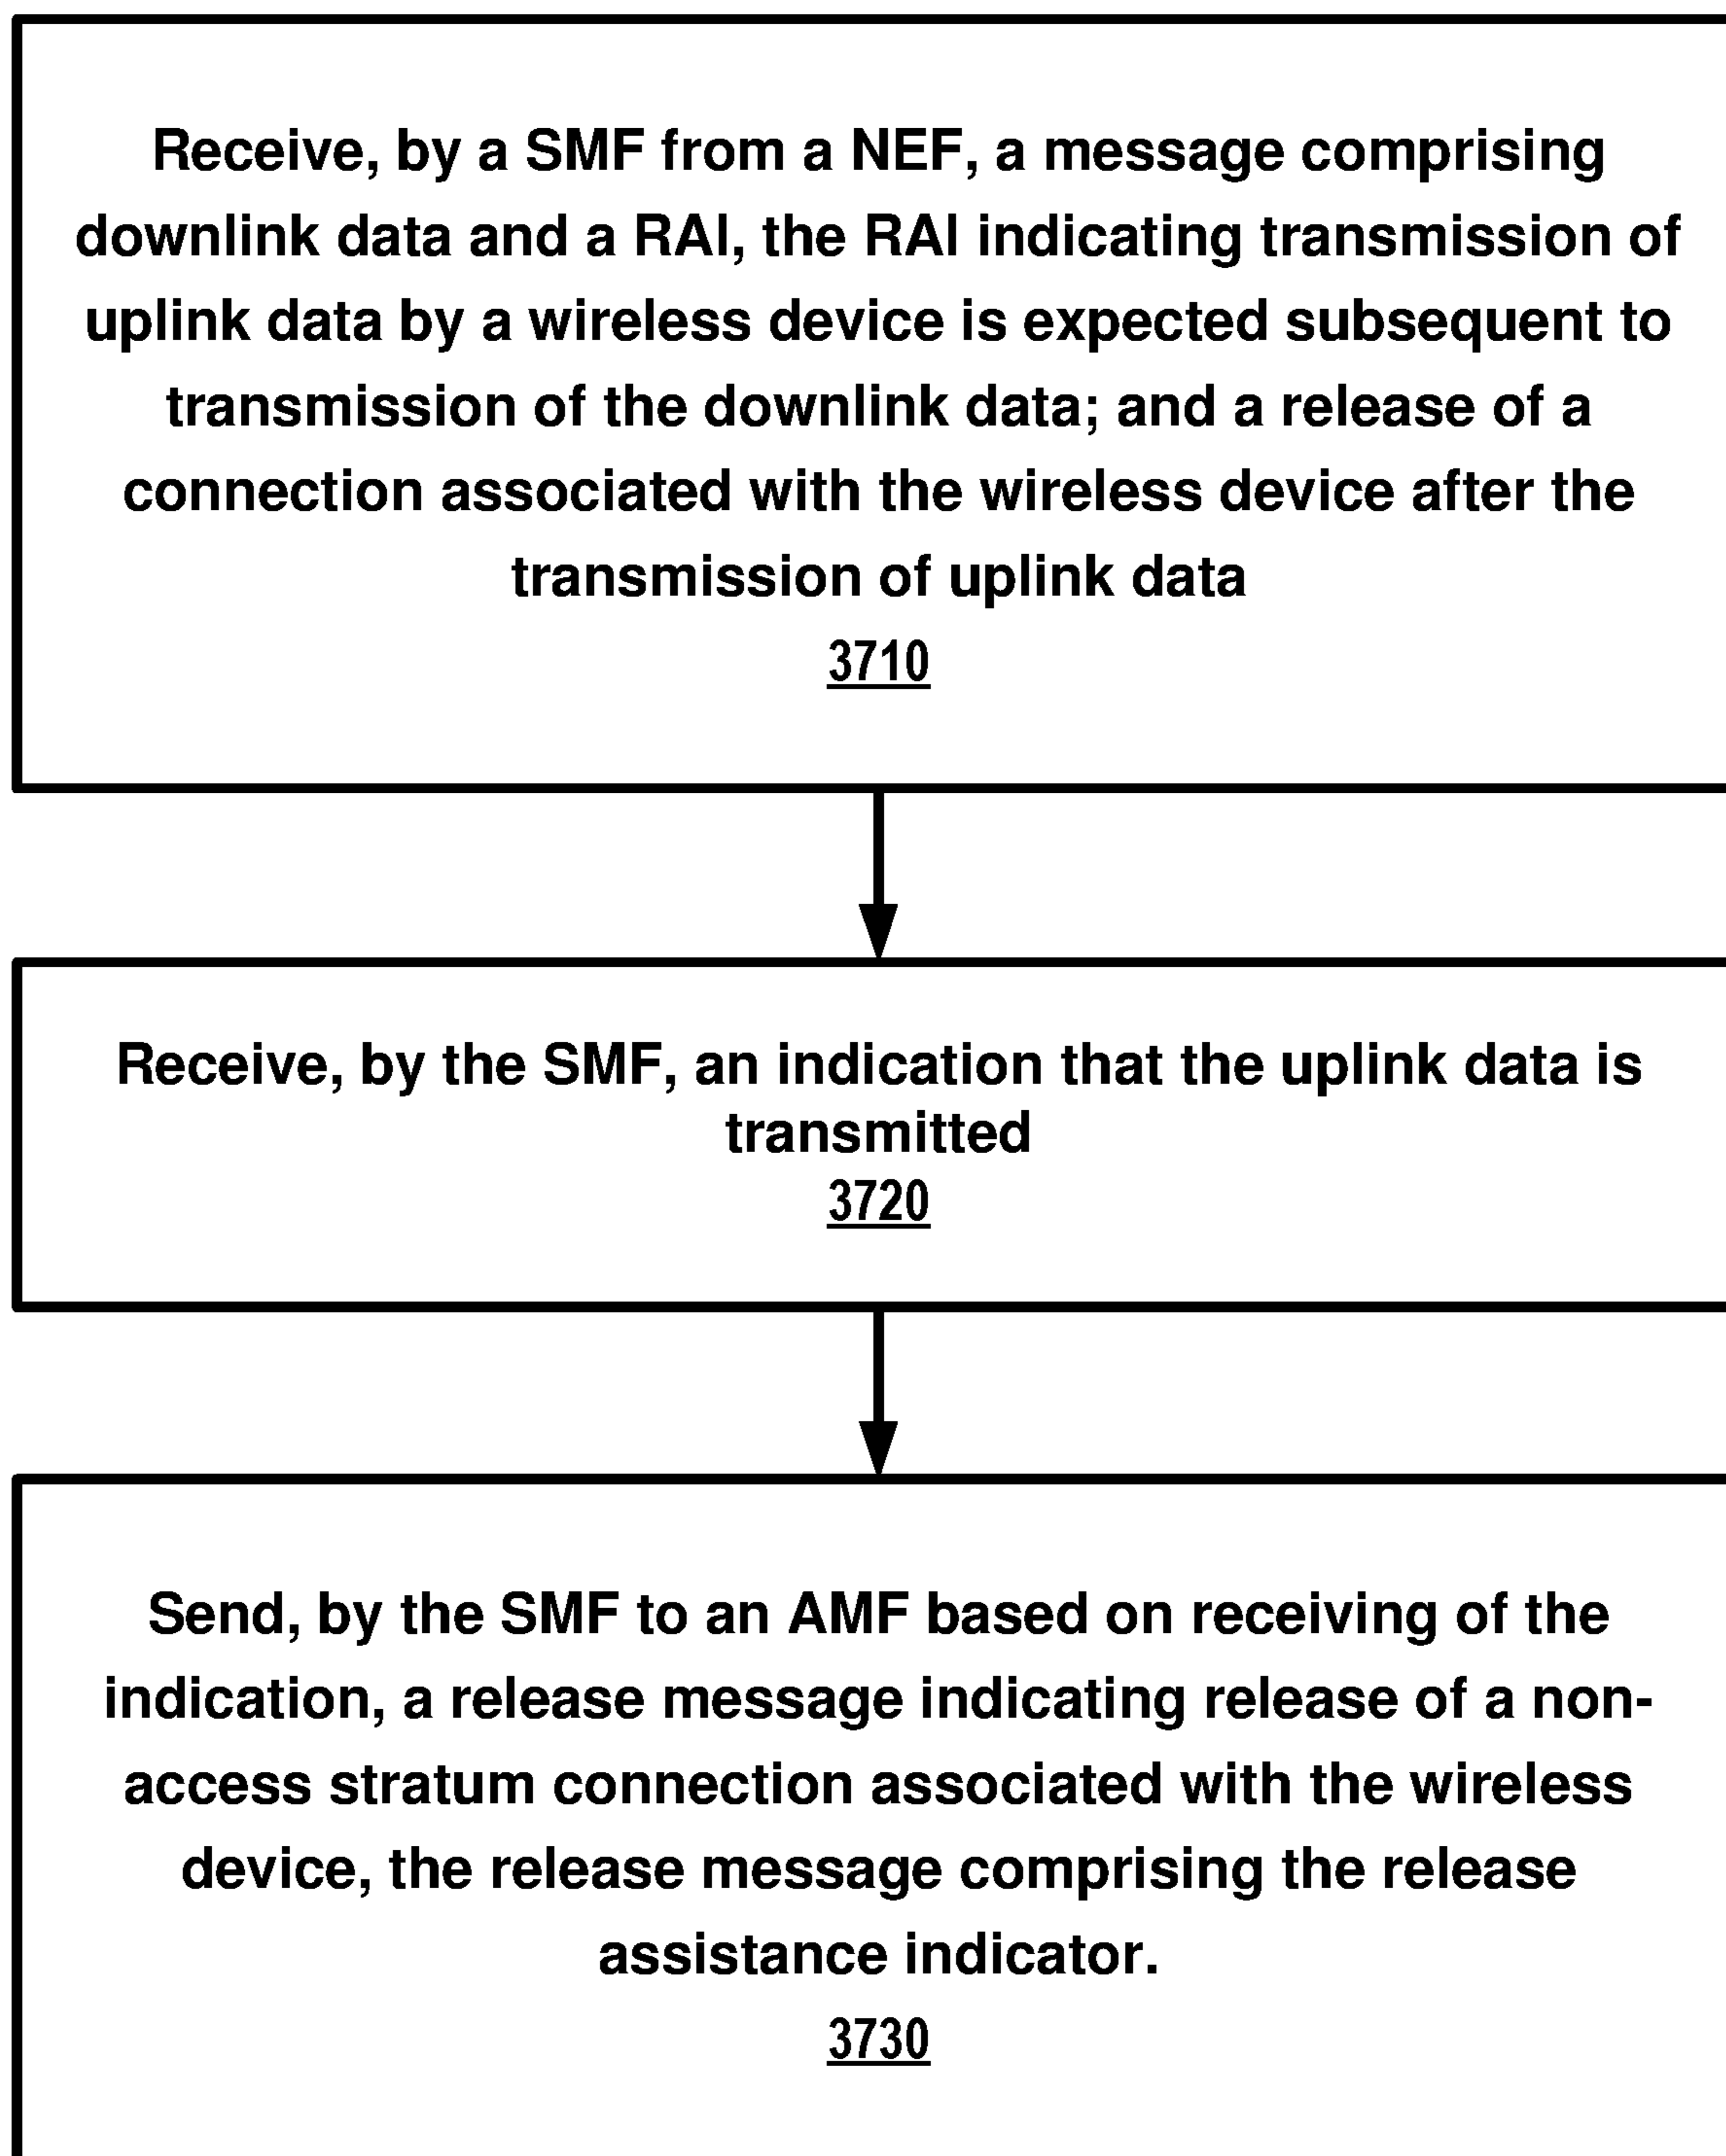 Receive, by a SMF from a NEF, a message comprising
downlink data and a RAI, the RAI indicating transmission of
uplink data by a wireless device is expected subsequent to
transmission of the downlink data; and a release of a
connection associated with the wireless device after the
transmission of uplink data
3710
Receive, by the SMF, an indication that the uplink data is
transmitted
3720
Send, by the SMF to an AMF based on receiving of the
indication, a release message indicating release of a non-
access stratum connection associated with the wireless
device, the release message comprising the release
assistance indicator.
3730